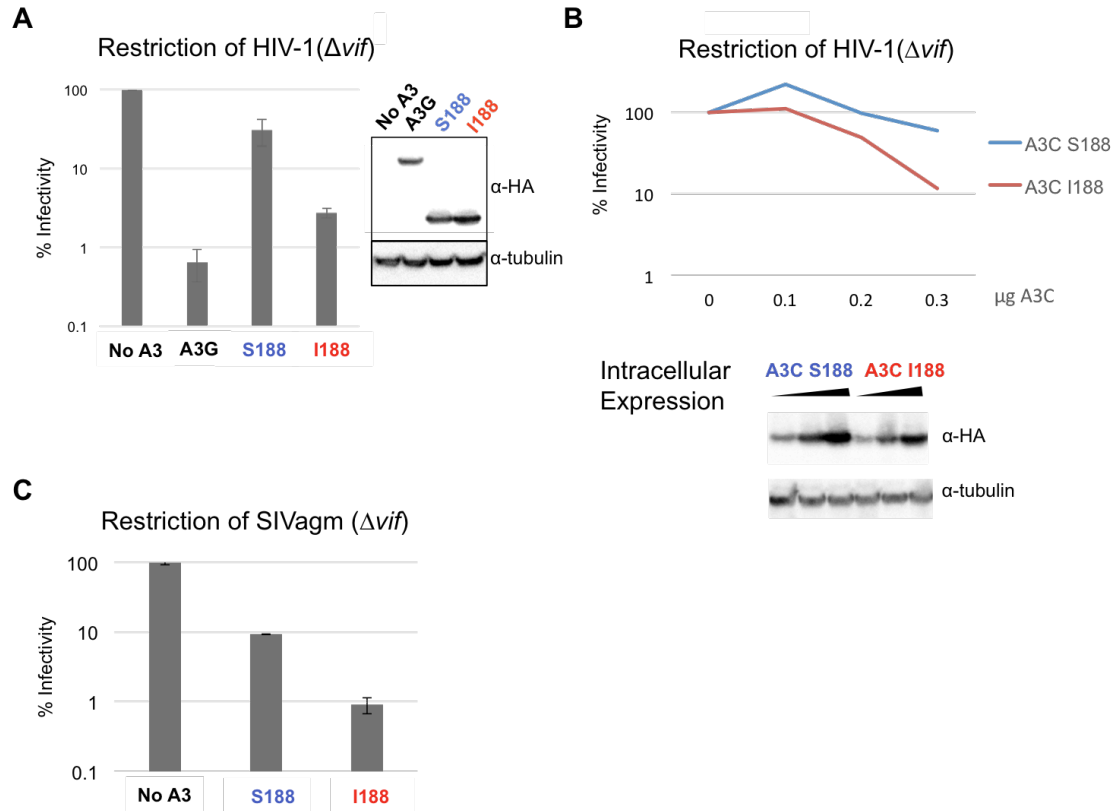 A
Restriction of HIV-1(Δvif)
% Infectivity
100
10
1
0.1
No A3
A3G
S188
I188
No A3
A3G
S188
I188
α-HA
α-tubulin
B
Restriction of HIV-1(Δvif)
% Infectivity
100
10
1
0
0.1
0.2
0.3
μg A3C
A3C S188
A3C I188
Intracellular
Expression
A3C S188
A3C I188
α-HA
α-tubulin
C
Restriction of SIVagm (Δvif)
% Infectivity
100
10
1
0.1
No A3
S188
I188